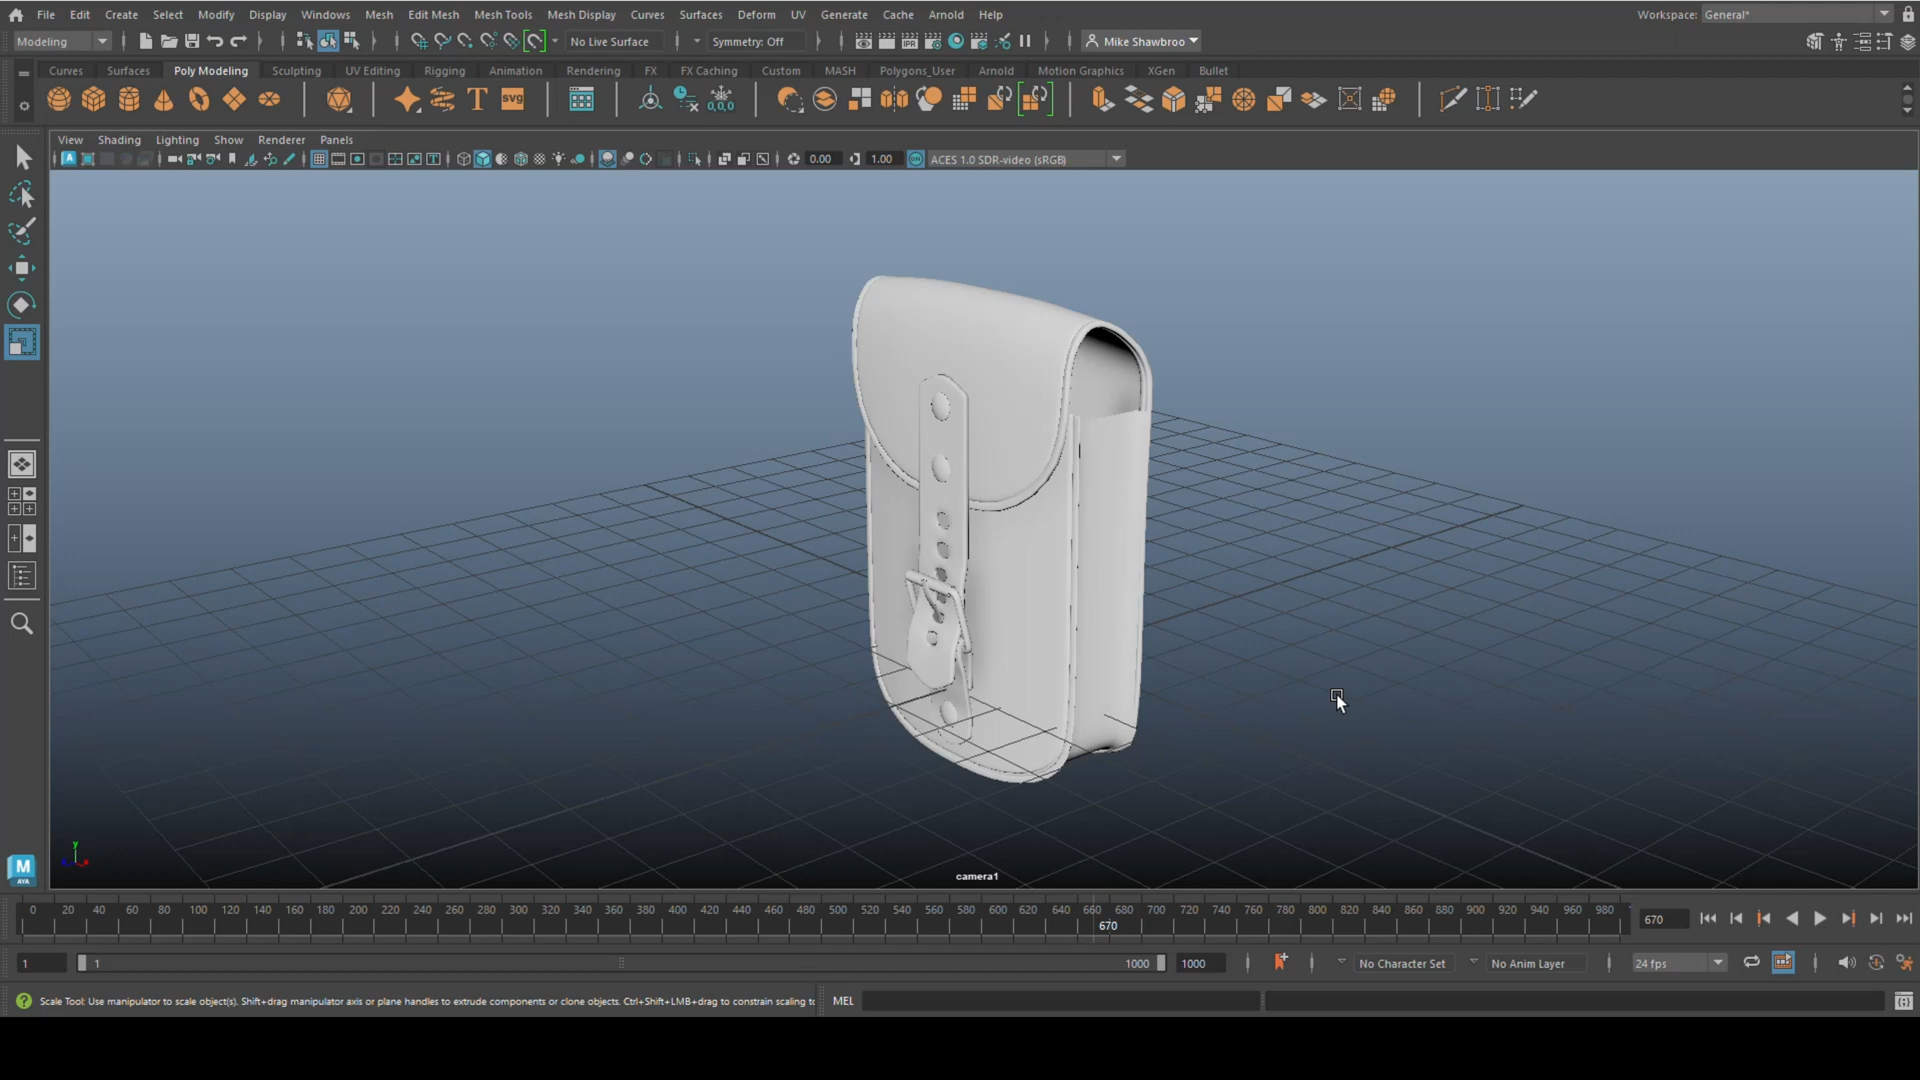 File Edit Create Select Modify Display Windows Mesh Edit Mesh Mesh Tools Mesh Display Curves Surfaces Deform UV Generate Cache Arnold Help Workspace: General*
Modeling No Live Surface Symmetry: Off Mike Shawbroo
Curves Surfaces Poly Modeling Sculpting UV Editing Rigging Animation Rendering FX FX Caching Custom MASH Polygons_User Arnold Motion Graphics XGen Bullet
T SVG 0,0,0
View Shading Lighting Show Renderer Panels
A IPR T 0.00 1.00 ON ACES 1.0 SDR-video (sRGB)
y
M
AYA
camera1
0 20 40 60 80 100 120 140 160 180 200 220 240 260 280 300 320 340 360 380 400 420 440 460 480 500 520 540 560 580 600 620 640 660 680 700 720 740 760 780 800 820 840 860 880 900 920 940 960 980
670 670
1 1 1000 1000 No Character Set No Anim Layer 24 fps
? Scale Tool: Use manipulator to scale object(s). Shift+drag manipulator axis or plane handles to extrude components or clone objects. Ctrl+Shift+LMB+drag to constrain scaling to MEL